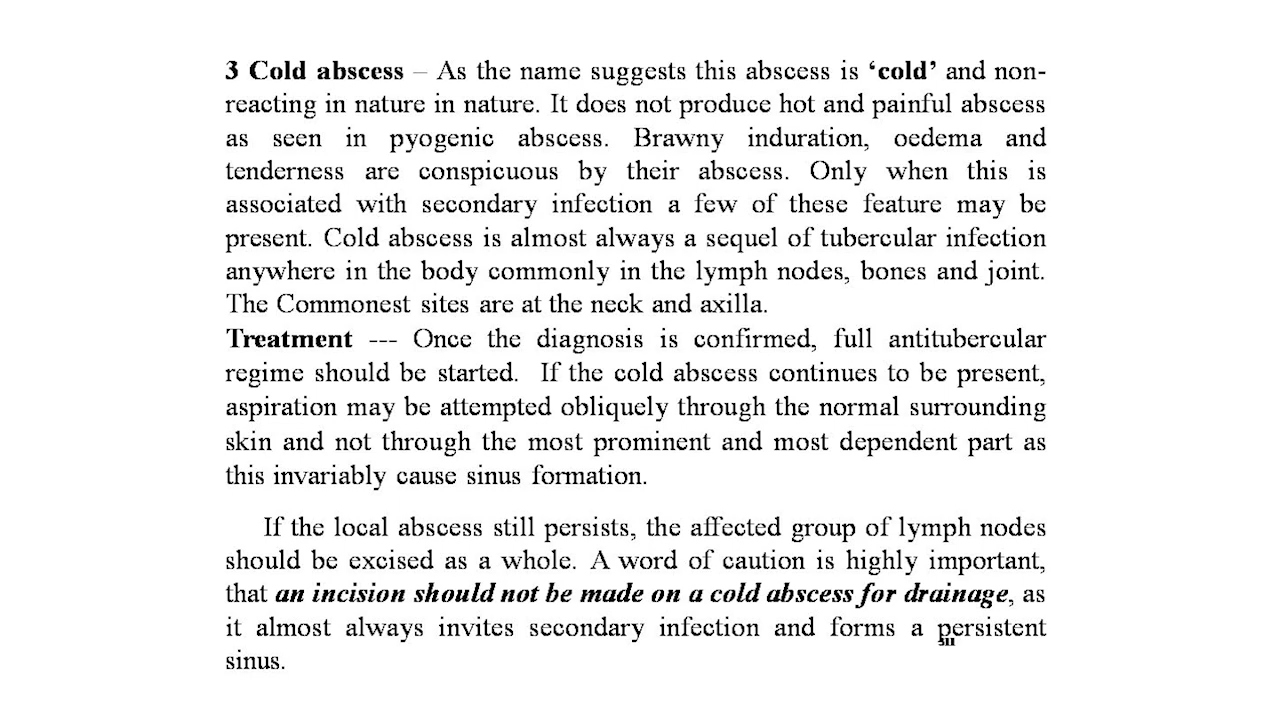 3 Cold abscess – As the name suggests this abscess is ‘cold’ and non-
reacting in nature in nature. It does not produce hot and painful abscess
as seen in pyogenic abscess. Brawny induration, oedema and
tenderness are conspicuous by their abscess. Only when this is
associated with secondary infection a few of these feature may be
present. Cold abscess is almost always a sequel of tubercular infection
anywhere in the body commonly in the lymph nodes, bones and joint.
The Commonest sites are at the neck and axilla.
Treatment --- Once the diagnosis is confirmed, full antitubercular
regime should be started. If the cold abscess continues to be present,
aspiration may be attempted obliquely through the normal surrounding
skin and not through the most prominent and most dependent part as
this invariably cause sinus formation.
If the local abscess still persists, the affected group of lymph nodes
should be excised as a whole. A word of caution is highly important,
that an incision should not be made on a cold abscess for drainage, as
it almost always invites secondary infection and forms a persistent
sinus.